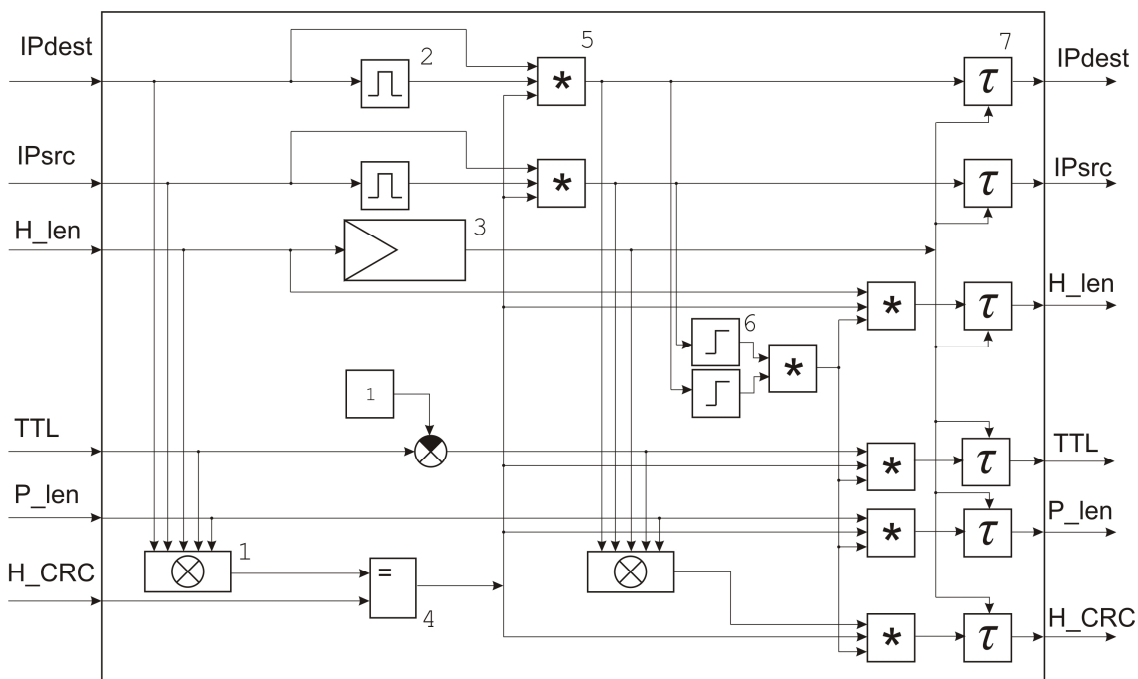 IPdest
2
*
5
7
τ
IPdest
IPsrc
*
τ
IPsrc
H_len
3
*
τ
H_len
6
*
1
TTL
*
τ
TTL
P_len
*
τ
P_len
1
H_CRC
=
4
*
τ
H_CRC